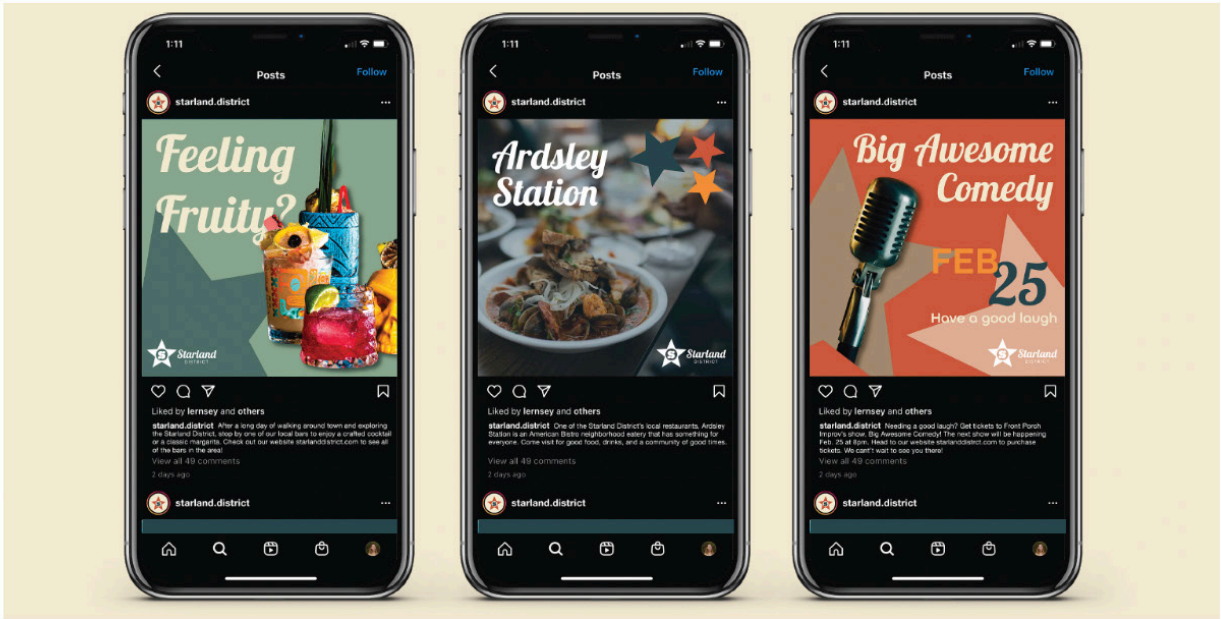 1:11
Posts
Follow
starland.district
Feeling
Fruity?
Starland
DISTRICT
Liked by lernsey and others
starland.district After a long day of walking around town and exploring
the Starland District, stop by one of our local bars to enjoy a crafted cocktail
or a classic margarita. Check out our website starlanddistrict.com to see all
of the bars in the area!
View all 49 comments
2 days ago
starland.district
1:11
Posts
Follow
starland.district
Ardsley
Station
S
Starland
DISTRICT
Liked by lernsey and others
starland.district One of the Starland District's local restaurants, Ardsley
Station is an American Bistro neighborhood eatery that has something for
everyone. Come visit for good food, drinks, and a community of good times.
View all 49 comments
2 days ago
starland.district
1:11
Posts
Follow
starland.district
Big Awesome
Comedy
FEB
25
Have a good laugh
S
Starland
DISTRICT
Liked by lernsey and others
starland.district Needing a good laugh? Get tickets to Front Porch
Improv's show, Big Awesome Comedy! The next show will be happening
Feb. 25 at 8pm. Head to our website starlanddistrct.com to purchase
tickets. We cant't wait to see you there!
View all 49 comments
2 days ago
starland.district